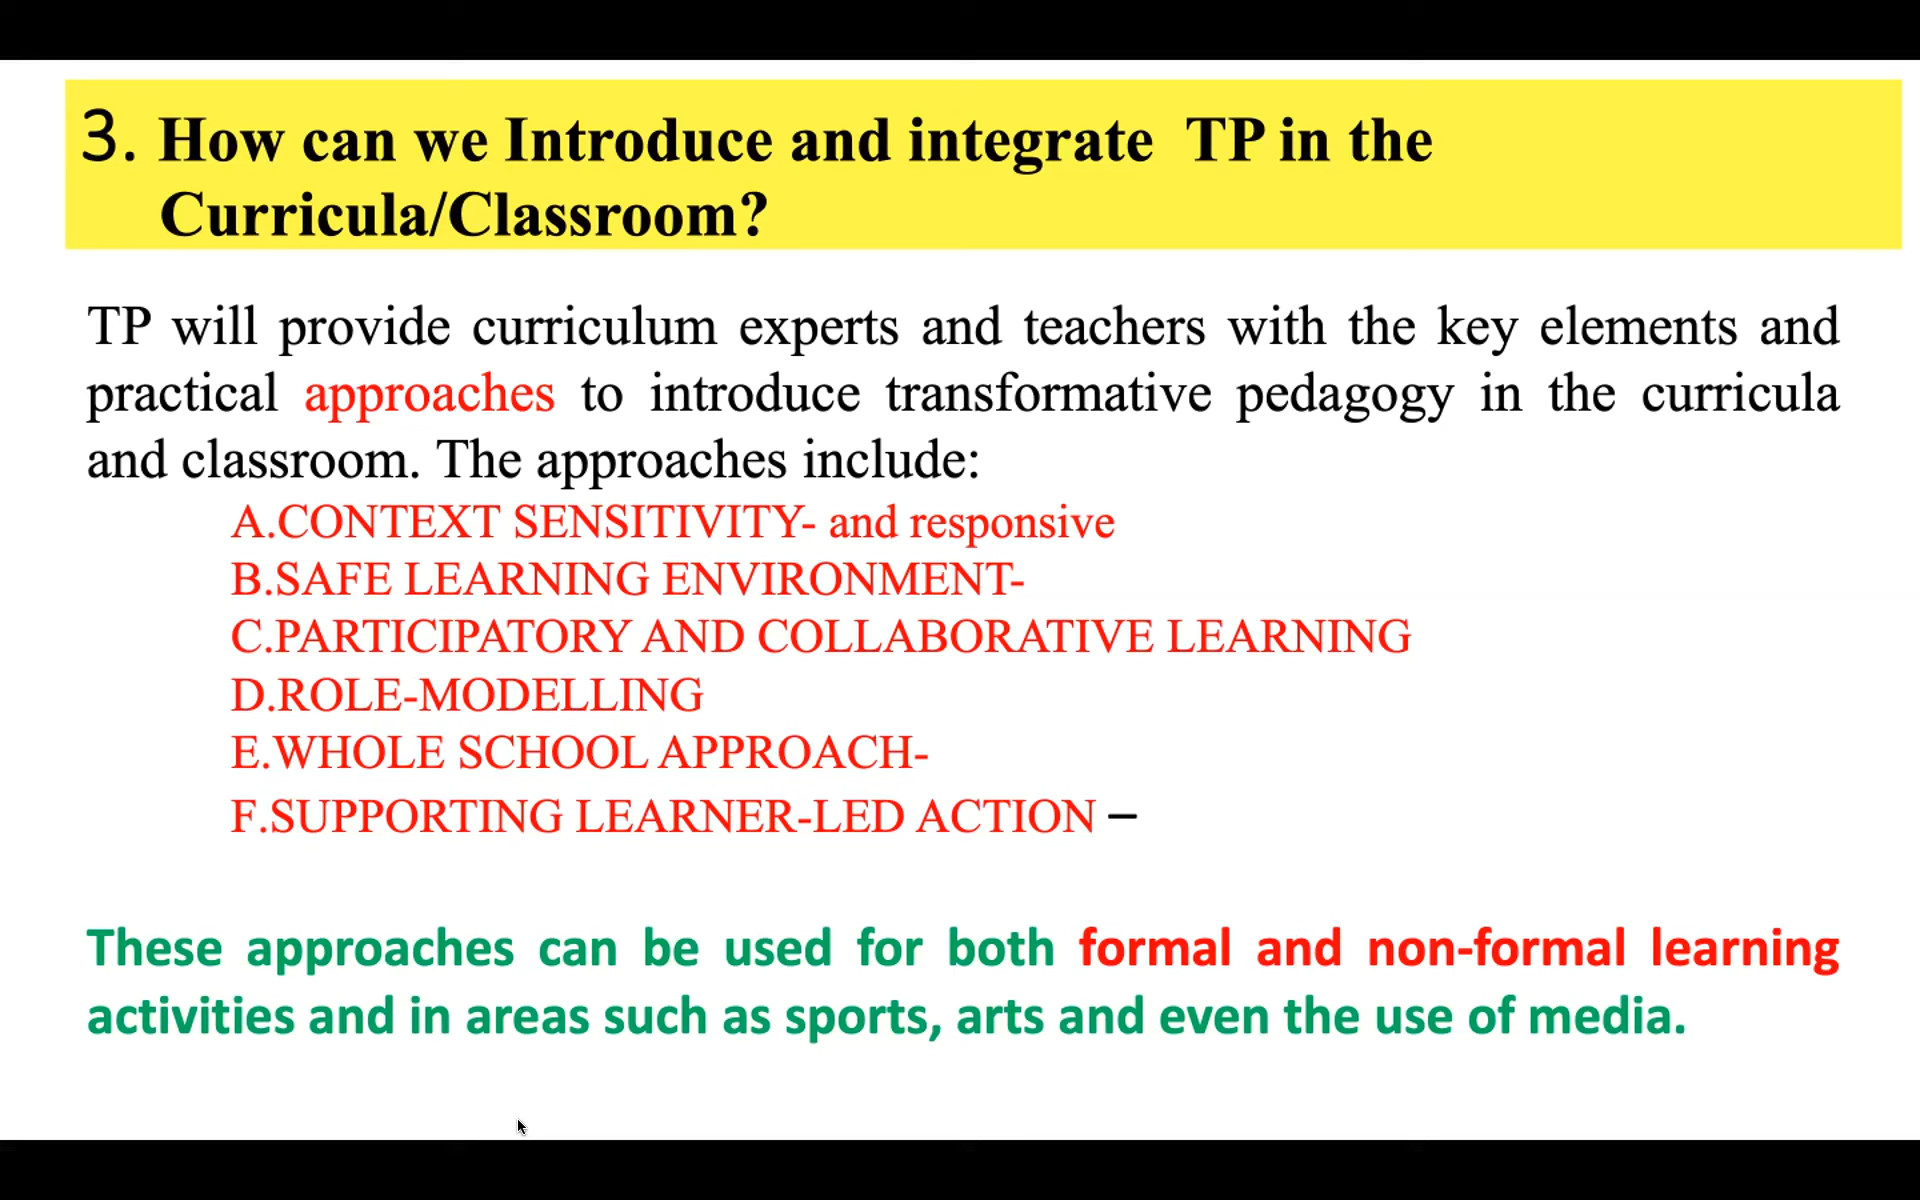 3. How can we Introduce and integrate TP in the
Curricula/Classroom?
TP will provide curriculum experts and teachers with the key elements and
practical approaches to introduce transformative pedagogy in the curricula
and classroom. The approaches include:
A.CONTEXT SENSITIVITY- and responsive
B.SAFE LEARNING ENVIRONMENT-
C.PARTICIPATORY AND COLLABORATIVE LEARNING
D.ROLE-MODELLING
E.WHOLE SCHOOL APPROACH-
F.SUPPORTING LEARNER-LED ACTION –
These approaches can be used for both formal and non-formal learning
activities and in areas such as sports, arts and even the use of media.